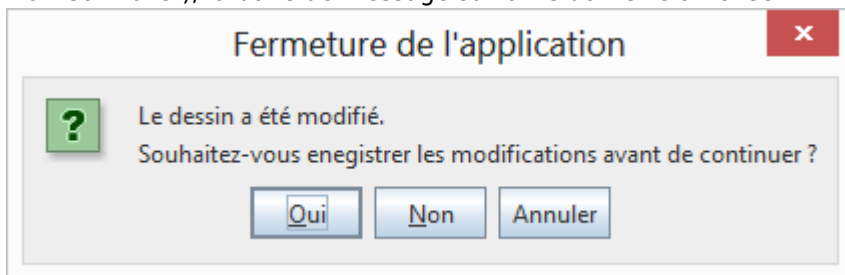 Fermeture de l'application
x
?
Le dessin a été modifié.
Souhaitez-vous enegistrer les modifications avant de continuer ?
Oui Non Annuler